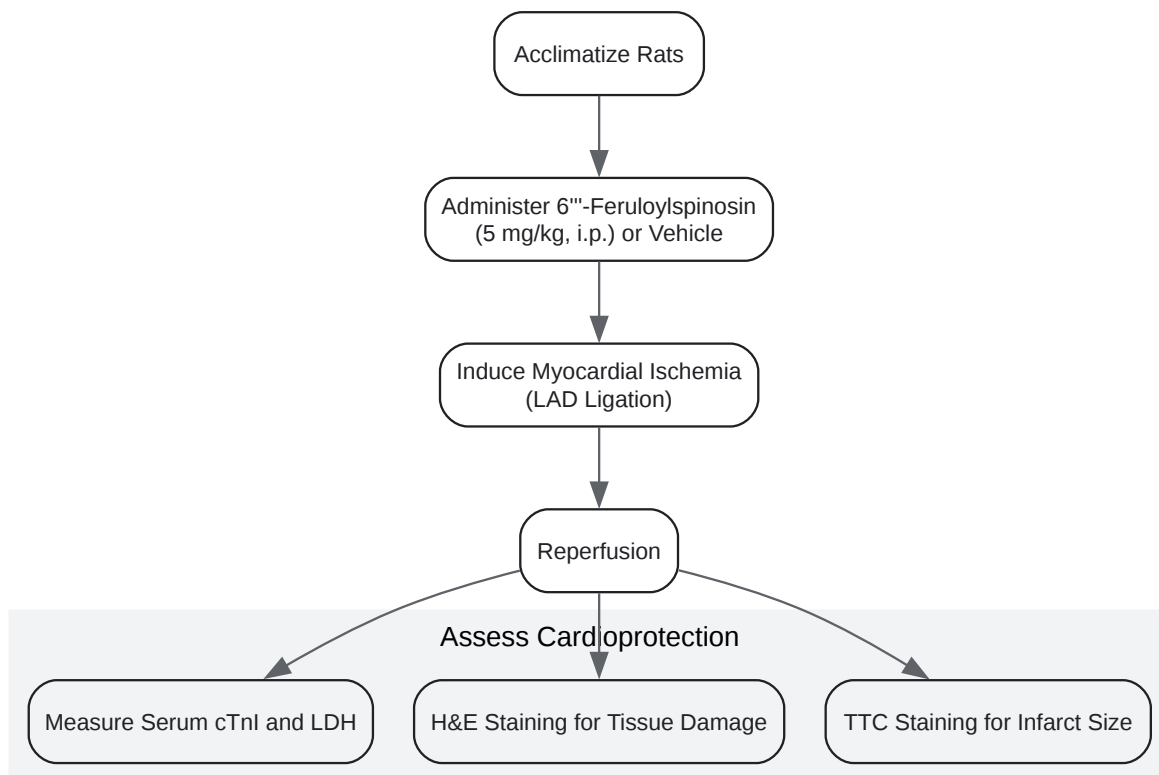 Acclimatize Rats
Administer 6'''-Feruloylspinosin
(5 mg/kg, i.p.) or Vehicle
Induce Myocardial Ischemia
(LAD Ligation)
Reperfusion
Assess Cardioprotection
Measure Serum cTnI and LDH
H&E Staining for Tissue Damage
TTC Staining for Infarct Size